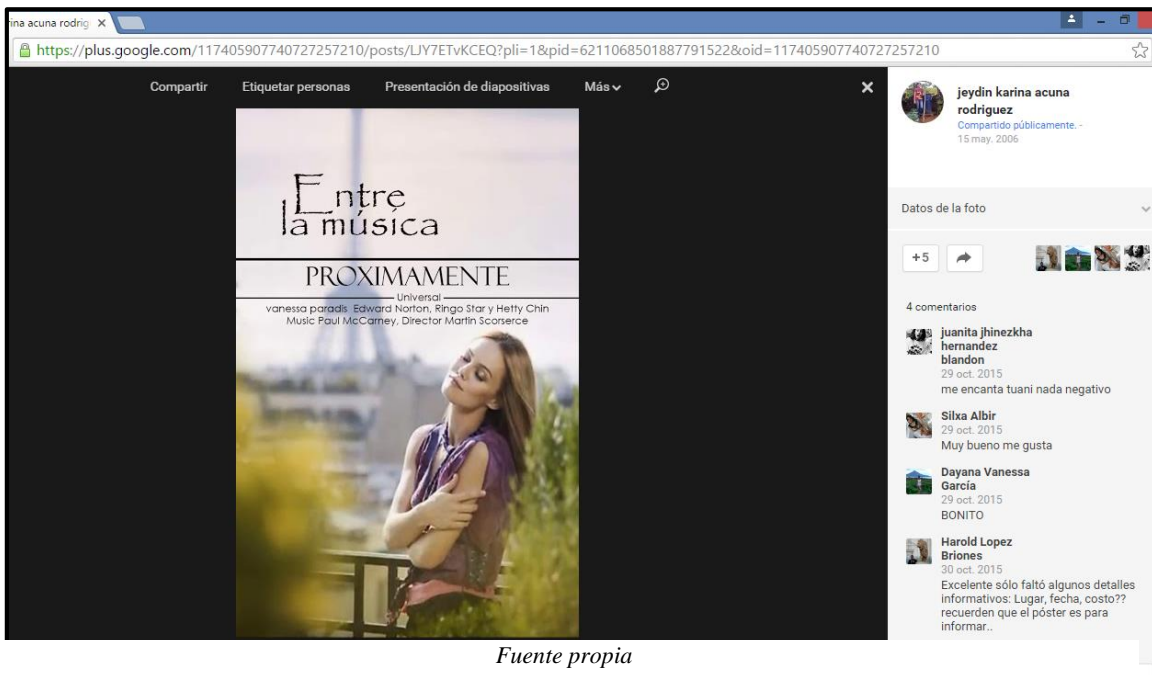 ina acuna rodrig
https://plus.google.com/117405907740727257210/posts/LJY7ETvKCEQ?pli=1&pid=6211068501887791522&oid=117405907740727257210
Compartir Etiquetar personas Presentación de diapositivas Más
Entre
la música
PROXIMAMENTE
Universal
vanessa paradis Edward Norton, Ringo Star y Hetty Chin
Music Paul McCarney, Director Martin Scorserce
jeydin karina acuna
rodriguez
Compartido públicamente. -
15 may. 2006
Datos de la foto
+5
4 comentarios
juanita jhinezkha
hernandez
blandon
29 oct. 2015
me encanta tuani nada negativo
Silxa Albir
29 oct. 2015
Muy bueno me gusta
Dayana Vanessa
García
29 oct. 2015
BONITO
Harold Lopez
Briones
30 oct. 2015
Excelente sólo faltó algunos detalles
informativos: Lugar, fecha, costo??
recuerden que el póster es para
informar..
Fuente propia